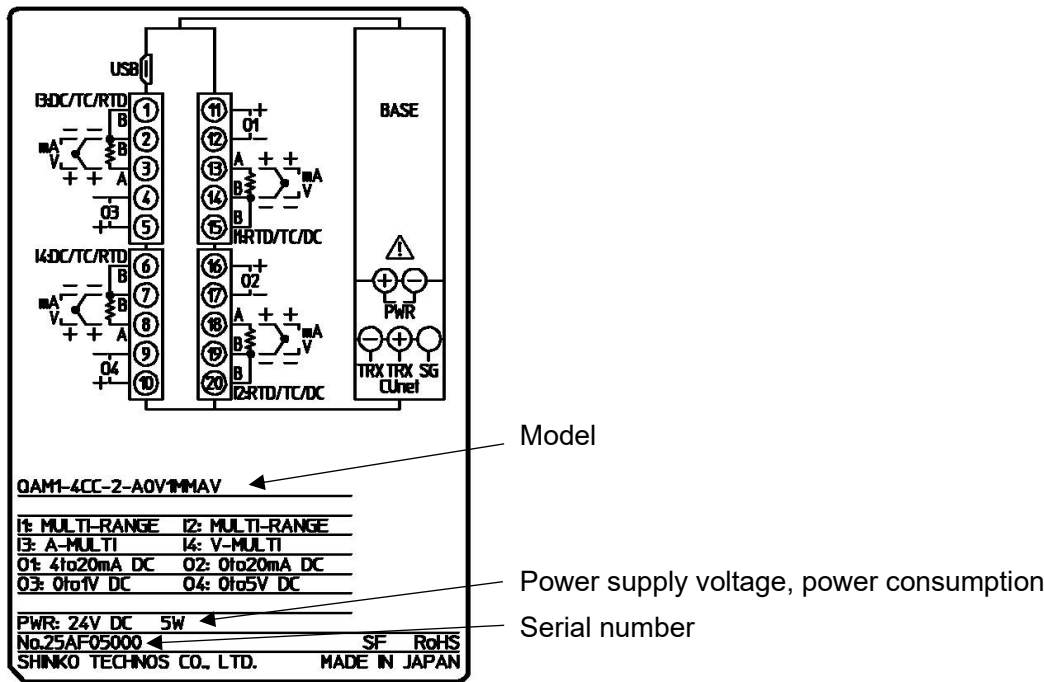 USB
I3:DC/TC/RTD
B
B
A
mA
V
− −
+ +
1
2
3
4
5
O3
− +
I4:DC/TC/RTD
B
B
A
mA
V
− −
+ +
6
7
8
9
10
O4
− +
11
12
13
14
15
+
O1
−
A
B
B
+ +
mA
V
− −
I1:RTD/TC/DC
16
17
18
19
20
+
O2
−
A
B
B
+ +
mA
V
− −
I2:RTD/TC/DC
BASE
+ −
PWR
− +
TRX TRX SG
CUnet
Model
QAM1-4CC-2-A0V1MMAV
I1: MULTI-RANGE I2: MULTI-RANGE
I3: A-MULTI I4: V-MULTI
O1: 4to20mA DC O2: 0to20mA DC
O3: 0to1V DC O4: 0to5V DC
Power supply voltage, power consumption
PWR: 24V DC 5W
Serial number
No.25AF05000 SF RoHS
SHINKO TECHNOS CO., LTD. MADE IN JAPAN